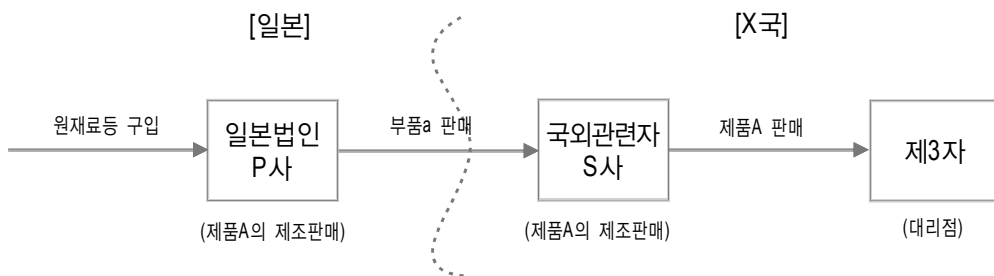 [일본]
[X국]
원재료등 구입
부품a 판매
제품A 판매
일본법인
P사
국외관련자
S사
제3자
(제품A의 제조판매)
(제품A의 제조판매)
(대리점)